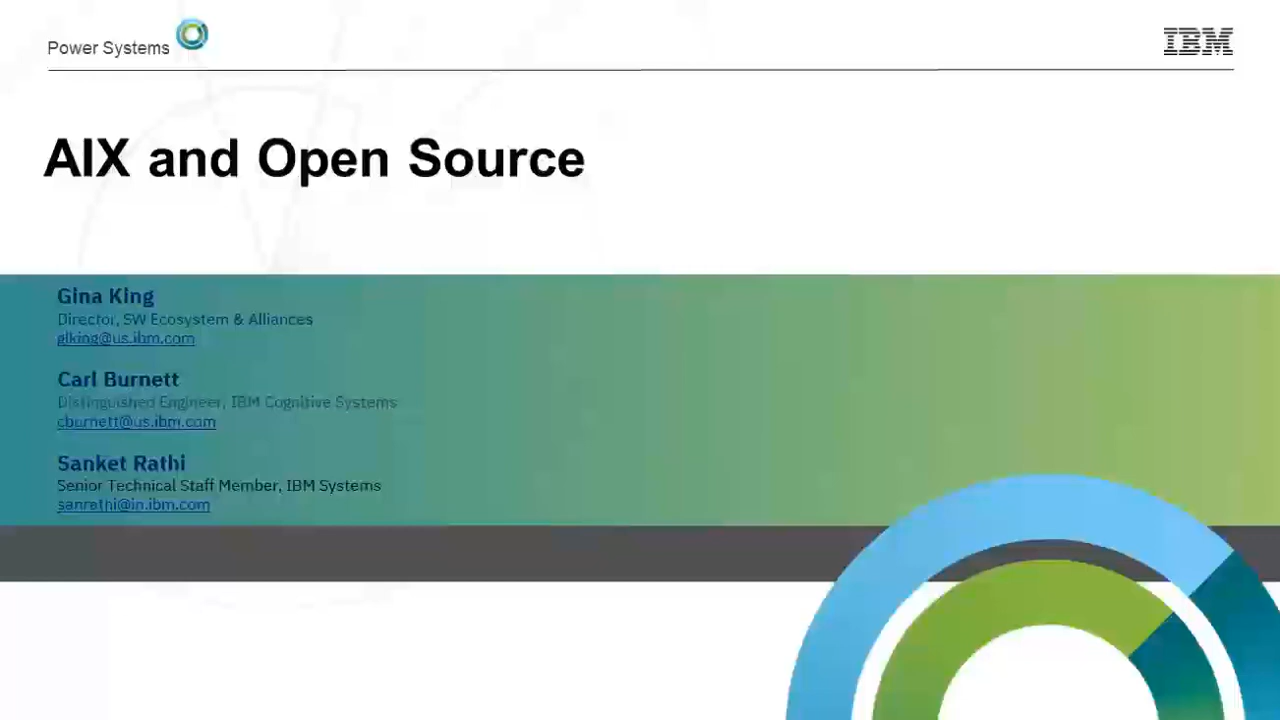 Power Systems
IBM
AIX and Open Source
Gina King
Director, SW Ecosystem & Alliances
glking@us.ibm.com
Carl Burnett
Distinguished Engineer, IBM Cognitive Systems
cburnett@us.ibm.com
Sanket Rathi
Senior Technical Staff Member, IBM Systems
sanrathi@in.ibm.com